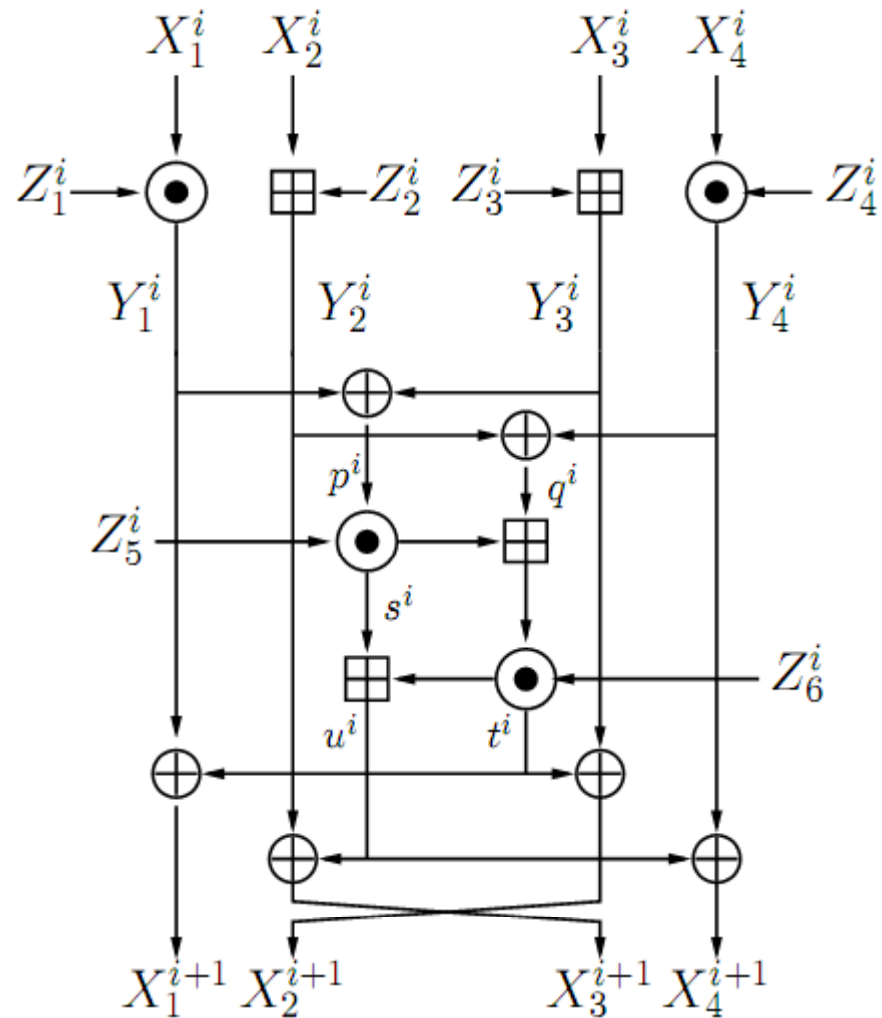 X_1^i X_2^i X_3^i X_4^i
Z_1^i Z_2^i Z_3^i Z_4^i
Y_1^i Y_2^i Y_3^i Y_4^i
p^i q^i
Z_5^i
s^i
Z_6^i
u^i t^i
X_1^{i+1} X_2^{i+1} X_3^{i+1} X_4^{i+1}